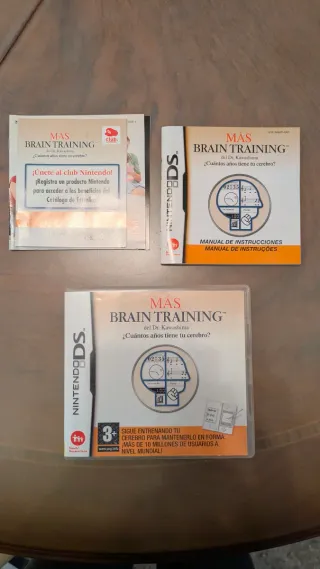 MÁS
BRAIN TRAINING
del Dr. Kawashima
¿Cuántos años tiene tu cerebro?
club
¡Únete al club Nintendo!
¡Registra un producto Nintendo
para acceder a los beneficios del
Catálogo de Estrellas!
NINTENDO DS
MÁS
BRAIN TRAINING™
del Dr. Kawashima
¿Cuántos años tiene tu cerebro?
MANUAL DE INSTRUCCIONES
MANUAL DE INSTRUÇÕES
NINTENDO DS
MÁS
BRAIN TRAINING™
del Dr. Kawashima
¿Cuántos años tiene tu cerebro?
3+
SIGUE ENTRENANDO TU
CEREBRO PARA MANTENERLO EN FORMA.
¡MÁS DE 10 MILLONES DE USUARIOS A
NIVEL MUNDIAL!